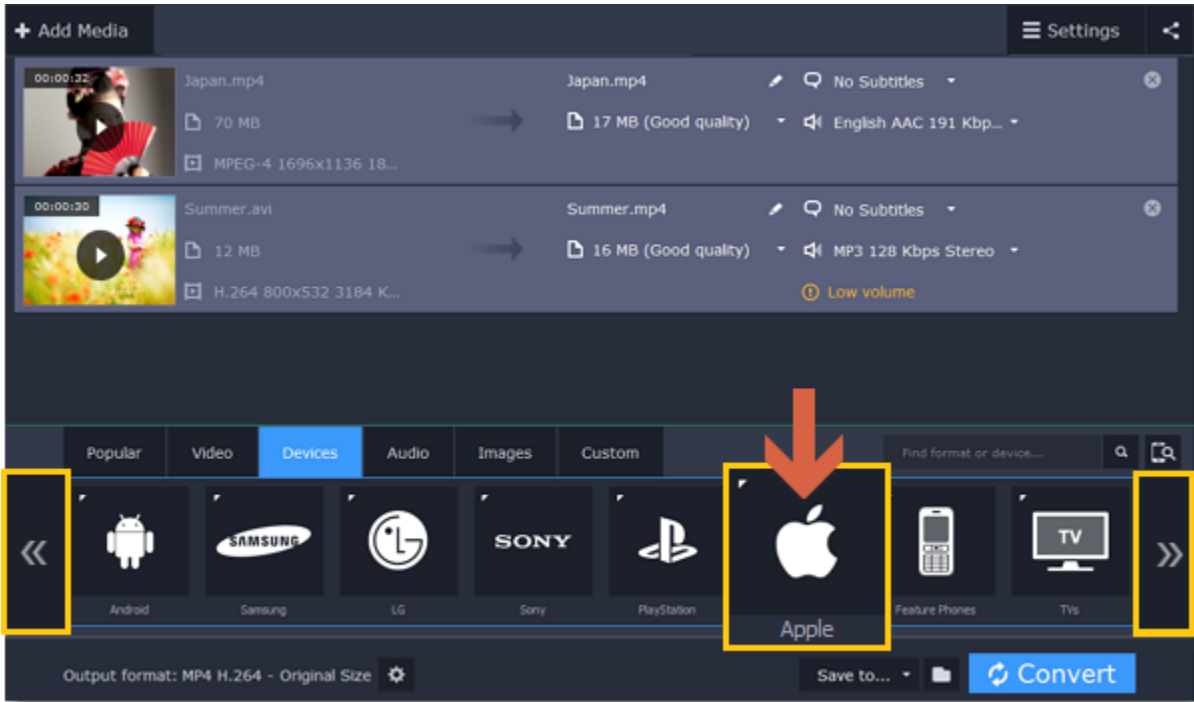 Add Media
Settings
00:00:32
Japan.mp4
Japan.mp4
No Subtitles
70 MB
17 MB (Good quality)
English AAC 191 Kbp...
MPEG-4 1696x1136 18...
00:00:30
Summer.avi
Summer.mp4
No Subtitles
12 MB
16 MB (Good quality)
MP3 128 Kbps Stereo
H.264 800x532 3184 K...
Low volume
Popular
Video
Devices
Audio
Images
Custom
Find format or device....
SAMSUNG
LG
SONY
TV
Android
Samsung
LG
Sony
PlayStation
Apple
Feature Phones
TVs
Output format: MP4 H.264 - Original Size
Save to...
Convert